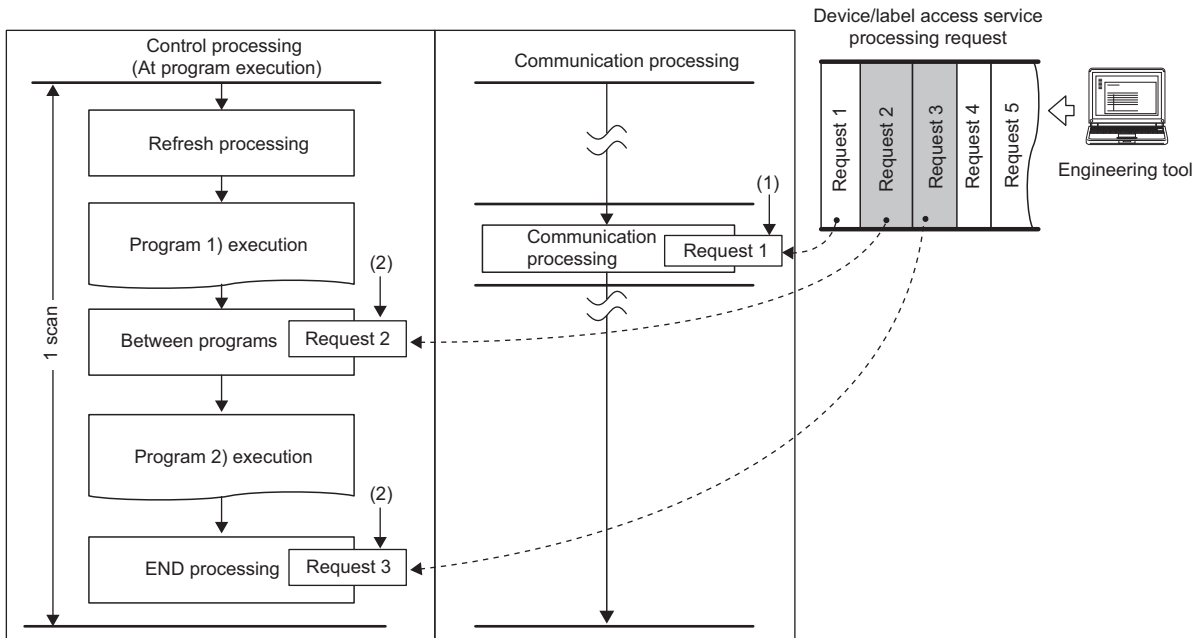 Device/label access service
processing request
Control processing
(At program execution)
Communication processing
Request 1
Request 2
Request 3
Request 4
Request 5
Engineering tool
1 scan
Refresh processing
Program 1) execution
(2)
Between programs
Request 2
Program 2) execution
(2)
END processing
Request 3
(1)
Communication
processing
Request 1